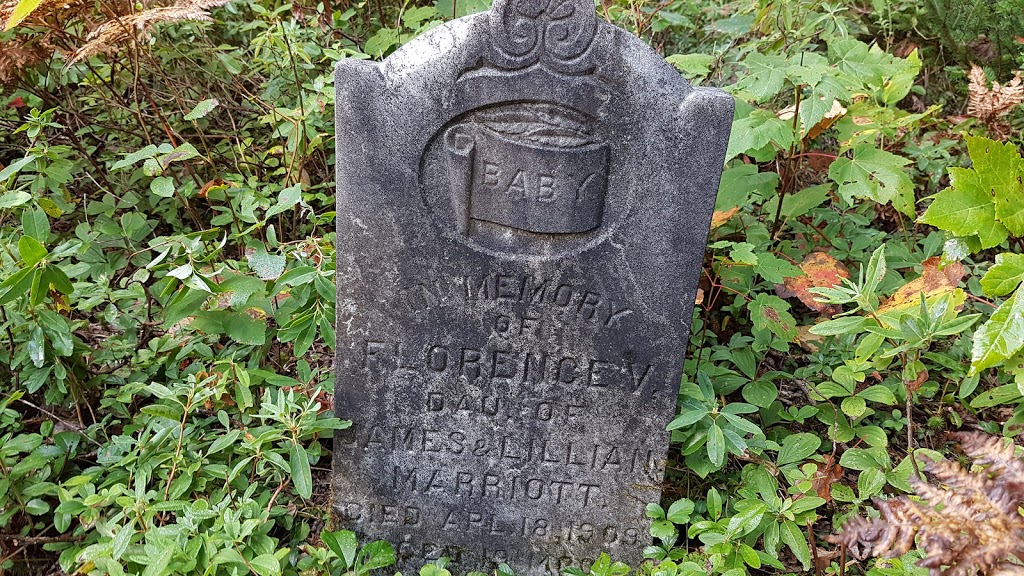 BABY
IN MEMORY
OF
FLORENCE V.
DAU. OF
JAMES & LILLIAN
MARRIOTT.
DIED APL. 18, 1909